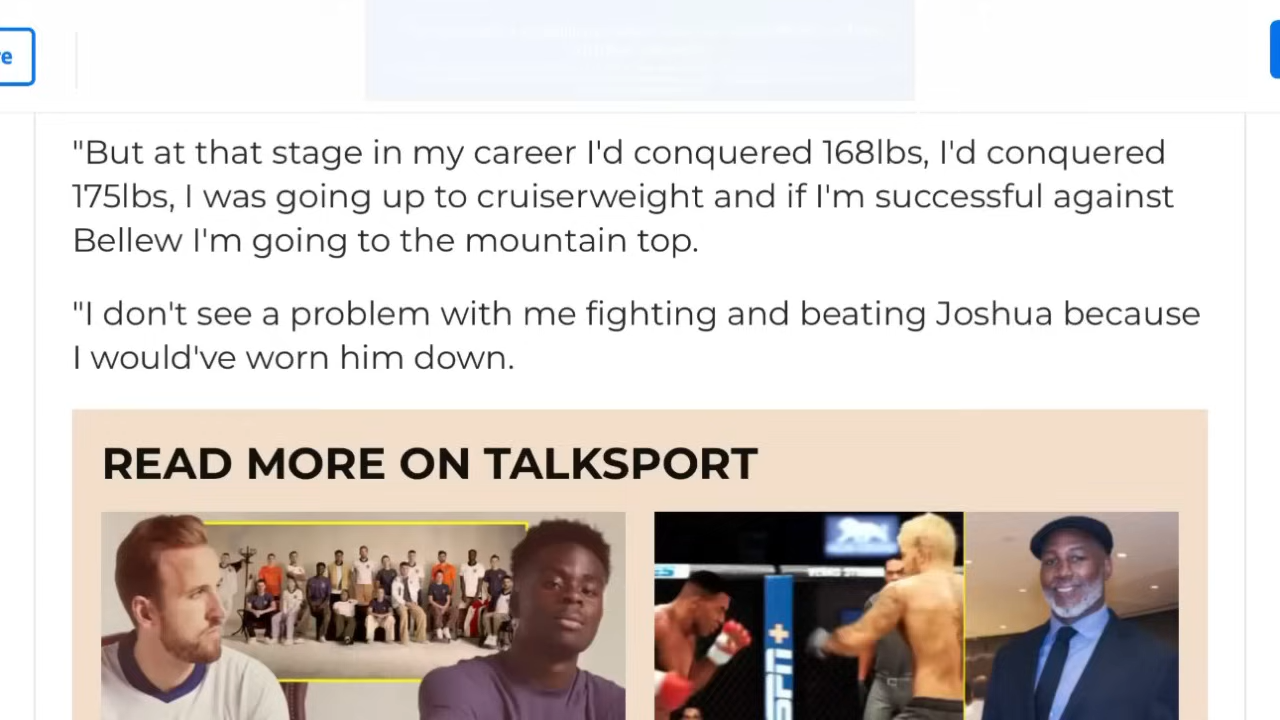 e
"But at that stage in my career I'd conquered 168lbs, I'd conquered
175lbs, I was going up to cruiserweight and if I'm successful against
Bellew I'm going to the mountain top.
"I don't see a problem with me fighting and beating Joshua because
I would've worn him down.
READ MORE ON TALKSPORT
ESPN+